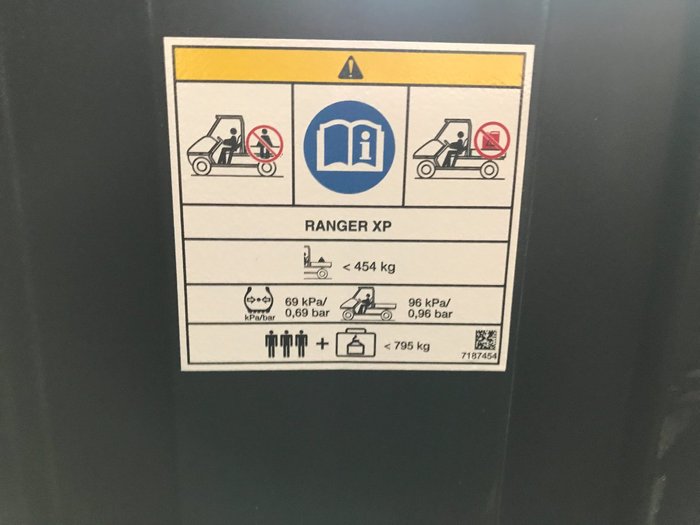 RANGER XP
< 454 kg
69 kPa/
0,69 bar
kPa/bar
96 kPa/
0,96 bar
< 795 kg
7187454